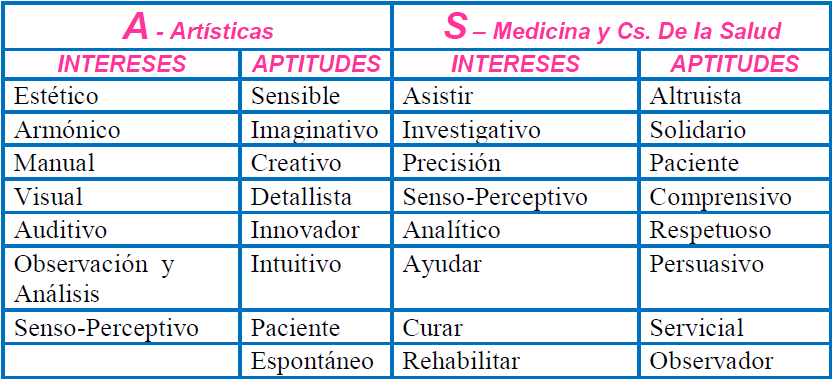 A - Artísticas S – Medicina y Cs. De la Salud
INTERESES APTITUDES INTERESES APTITUDES
Estético Sensible Asistir Altruista
Armónico Imaginativo Investigativo Solidario
Manual Creativo Precisión Paciente
Visual Detallista Senso-Perceptivo Comprensivo
Auditivo Innovador Analítico Respetuoso
Observación y Intuitivo Ayudar Persuasivo
Análisis
Senso-Perceptivo Paciente Curar Servicial
Espontáneo Rehabilitar Observador